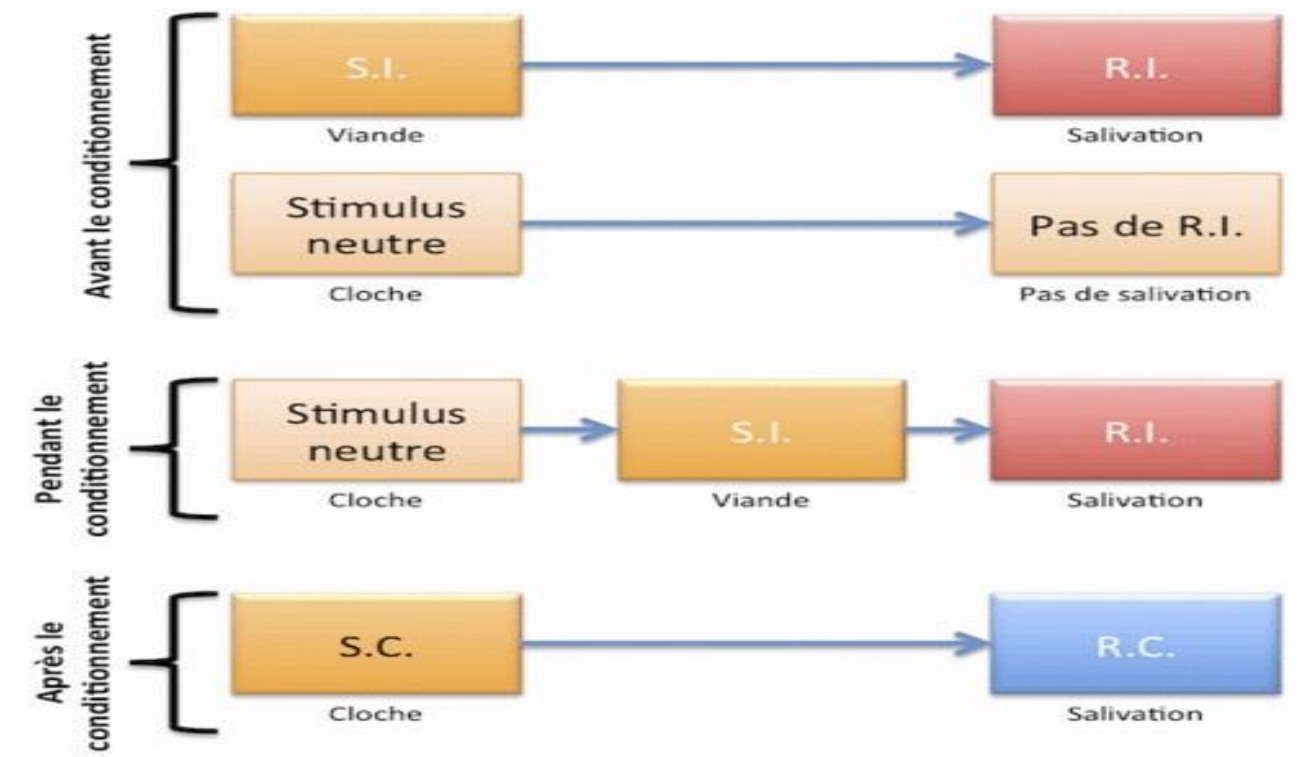 Avant le conditionnement
S.I.
R.I.
Viande
Salivation
Stimulus
neutre
Pas de R.I.
Cloche
Pas de salivation
Pendant le
conditionnement
Stimulus
neutre
S.I.
R.I.
Cloche
Viande
Salivation
Après le
conditionnement
S.C.
R.C.
Cloche
Salivation